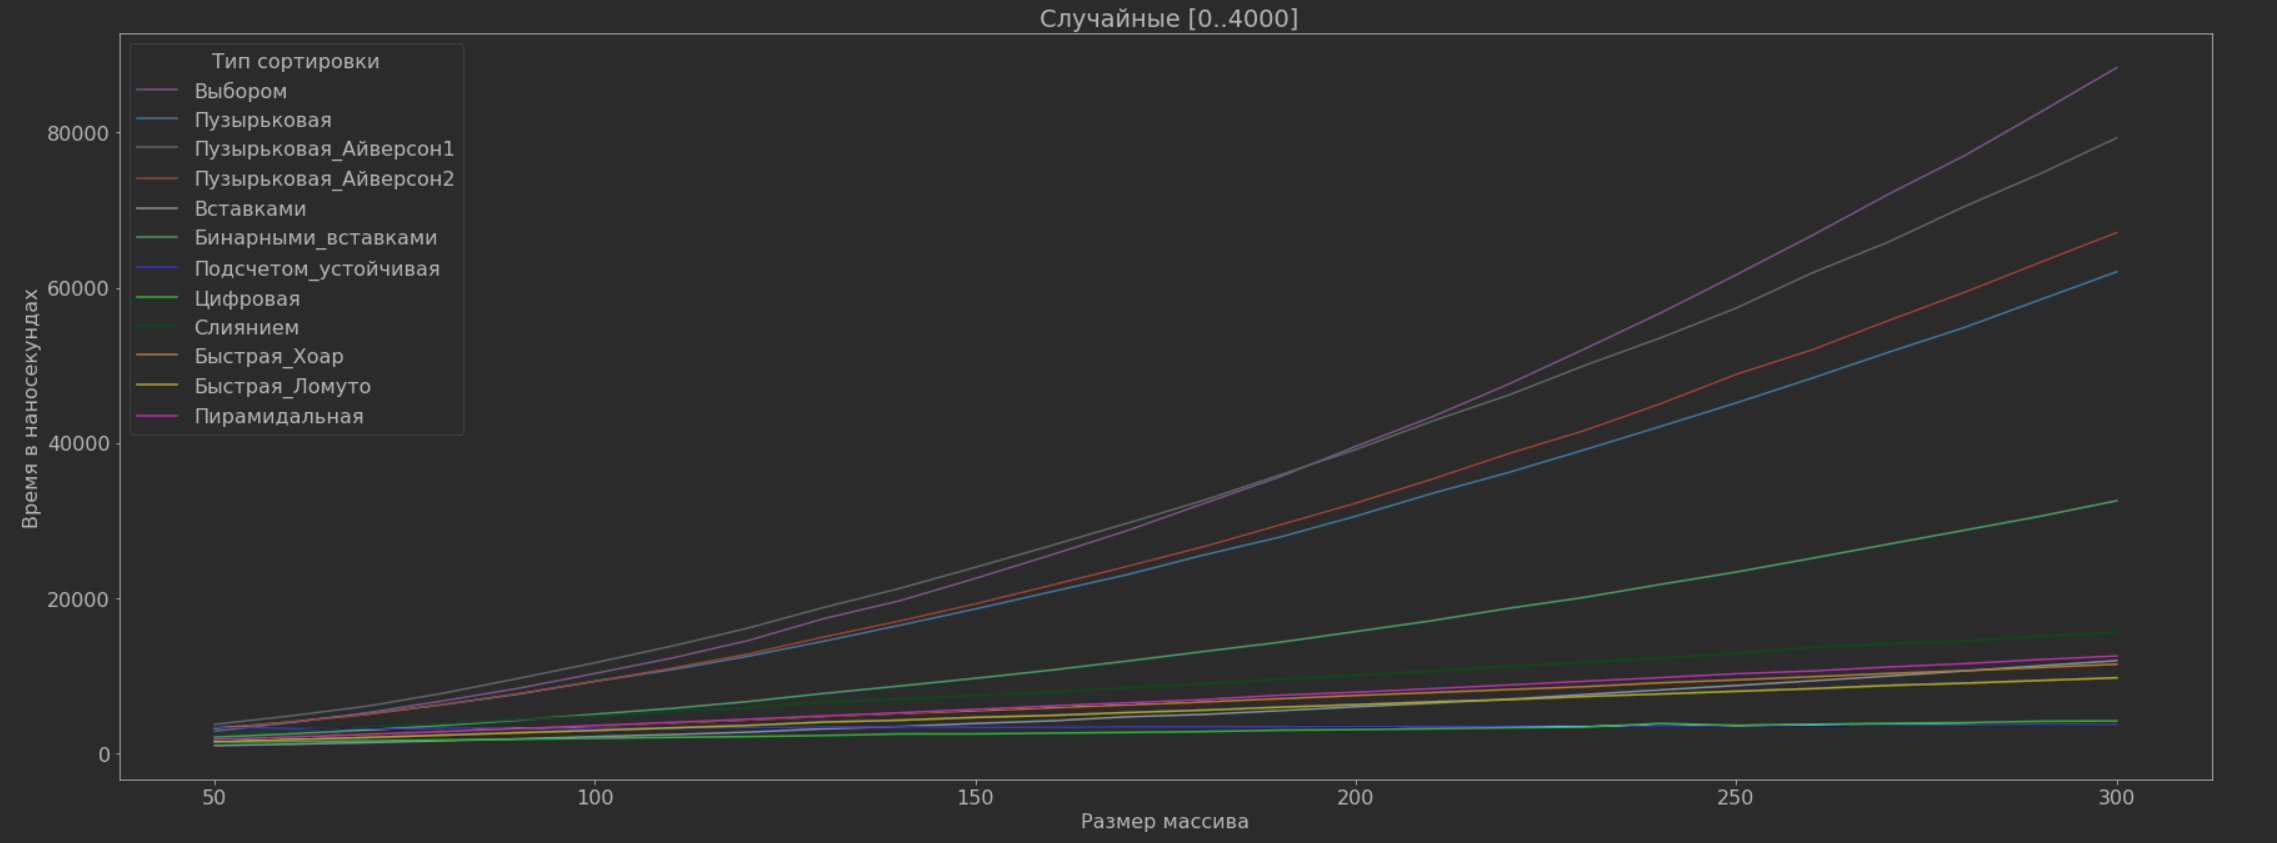 Случайные [0..4000]
Тип сортировки
Выбором
Пузырьковая
Пузырьковая_Айверсон1
Пузырьковая_Айверсон2
Вставками
Бинарными_вставками
Подсчетом_устойчивая
Цифровая
Слиянием
Быстрая_Хоар
Быстрая_Ломуто
Пирамидальная
Время в наносекундах
80000
60000
40000
20000
0
50 100 150 200 250 300
Размер массива